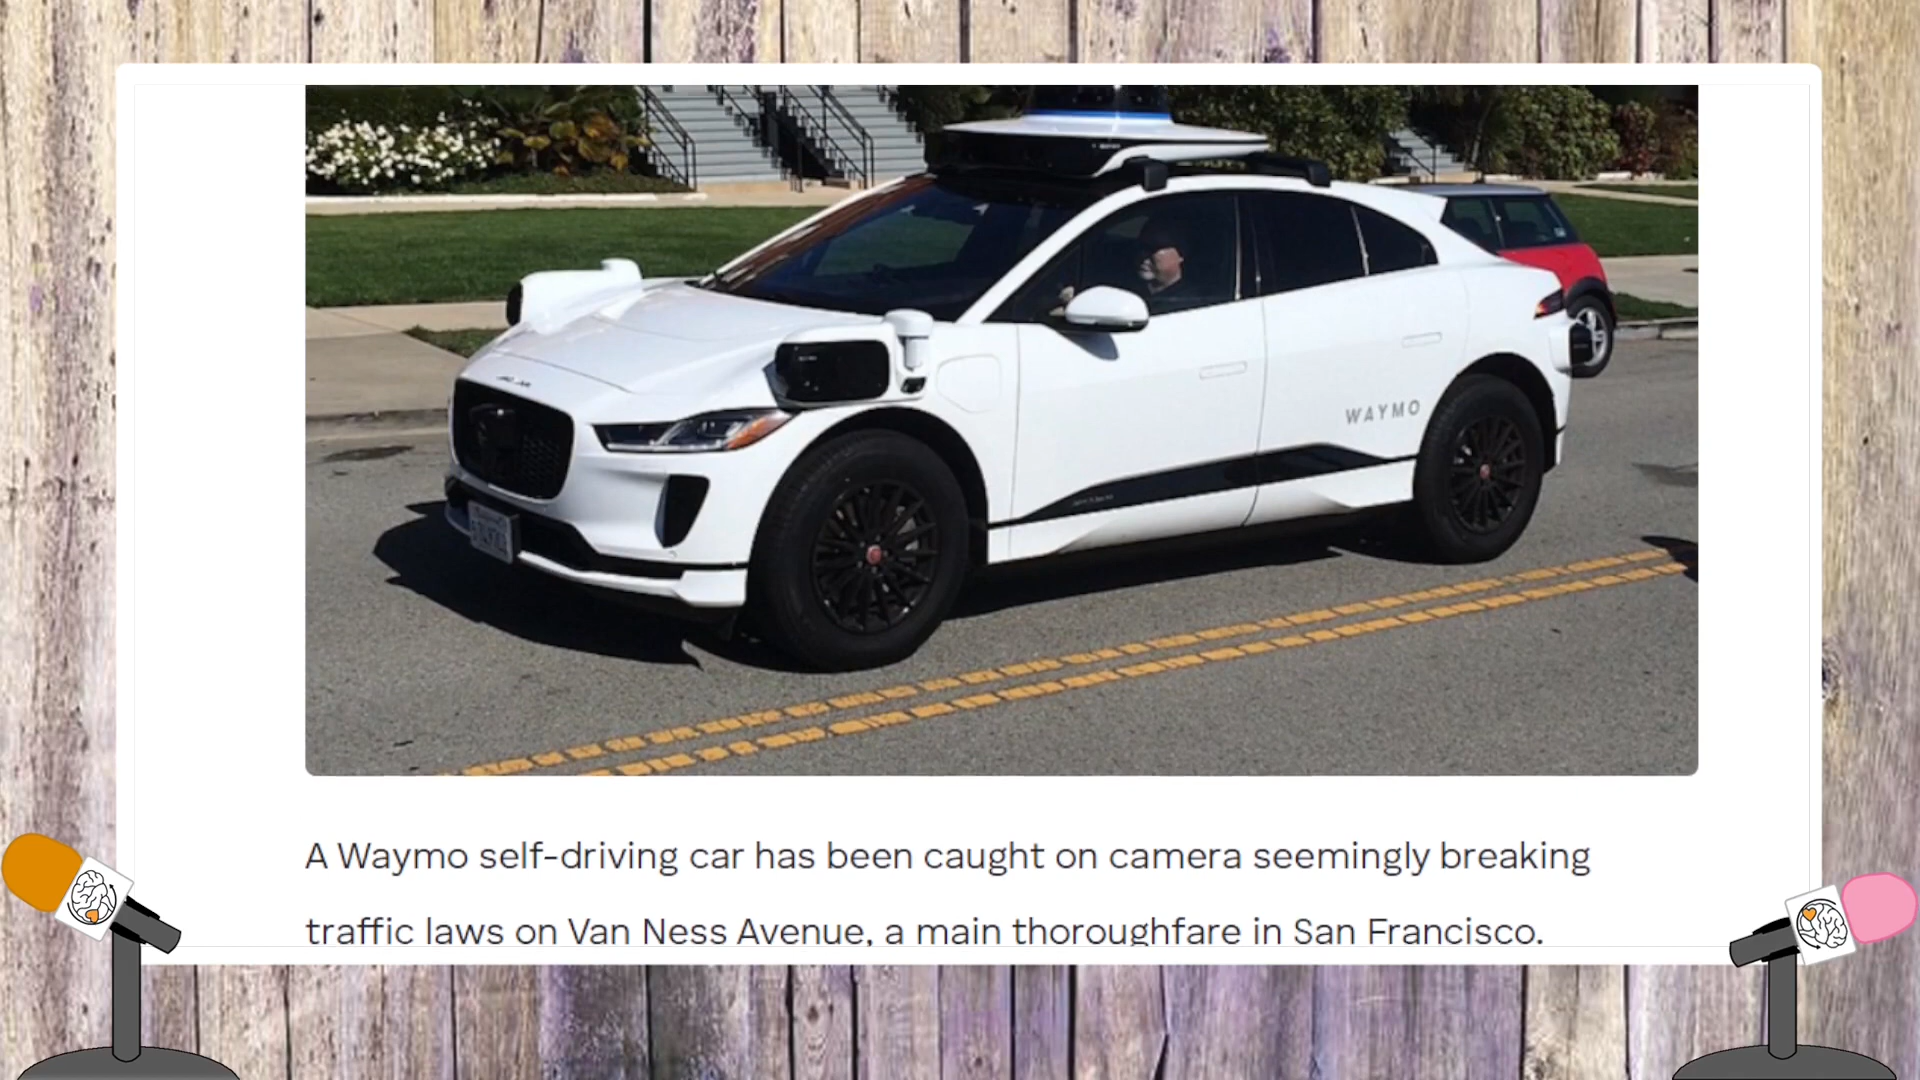 WAYMO
A Waymo self-driving car has been caught on camera seemingly breaking
traffic laws on Van Ness Avenue, a main thoroughfare in San Francisco.